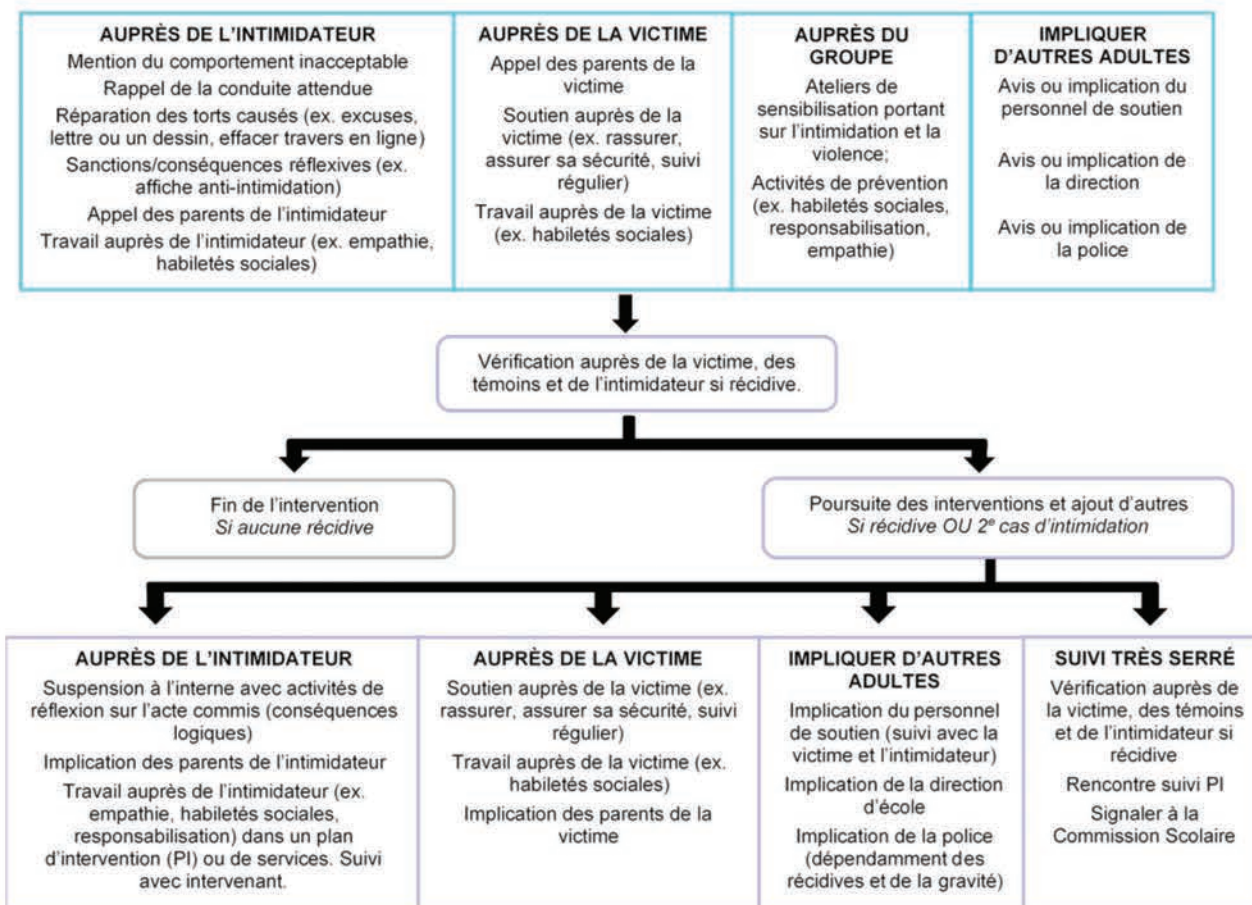 AUPRÈS DE L'INTIMIDATEUR
Mention du comportement inacceptable
Rappel de la conduite attendue
Réparation des torts causés (ex. excuses,
lettre ou un dessin, effacer travers en ligne)
Sanctions/conséquences réflexives (ex.
affiche anti-intimidation)
Appel des parents de l'intimidateur
Travail auprès de l'intimidateur (ex. empathie,
habiletés sociales)
AUPRÈS DE LA VICTIME
Appel des parents de la
victime
Soutien auprès de la
victime (ex. rassurer,
assurer sa sécurité, suivi
régulier)
Travail auprès de la victime
(ex. habiletés sociales)
AUPRÈS DU
GROUPE
Ateliers de
sensibilisation portant
sur l'intimidation et la
violence;
Activités de prévention
(ex. habiletés sociales,
responsabilisation,
empathie)
IMPLIQUER
D'AUTRES ADULTES
Avis ou implication du
personnel de soutien
Avis ou implication de
la direction
Avis ou implication de
la police
Vérification auprès de la victime, des
témoins et de l'intimidateur si récidive.
Fin de l'intervention
Si aucune récidive
Poursuite des interventions et ajout d'autres
Si récidive OU 2e cas d'intimidation
AUPRÈS DE L'INTIMIDATEUR
Suspension à l'interne avec activités de
réflexion sur l'acte commis (conséquences
logiques)
Implication des parents de l'intimidateur
Travail auprès de l'intimidateur (ex.
empathie, habiletés sociales,
responsabilisation) dans un plan
d'intervention (PI) ou de services. Suivi
avec intervenant.
AUPRÈS DE LA VICTIME
Soutien auprès de la victime (ex.
rassurer, assurer sa sécurité, suivi
régulier)
Travail auprès de la victime (ex.
habiletés sociales)
Implication des parents de la
victime
IMPLIQUER D'AUTRES
ADULTES
Implication du personnel
de soutien (suivi avec la
victime et l'intimidateur)
Implication de la direction
d'école
Implication de la police
(dépendamment des
récidives et de la gravité)
SUIVI TRÈS SERRÉ
Vérification auprès de
la victime, des témoins
et de l'intimidateur si
récidive
Rencontre suivi PI
Signaler à la
Commission Scolaire